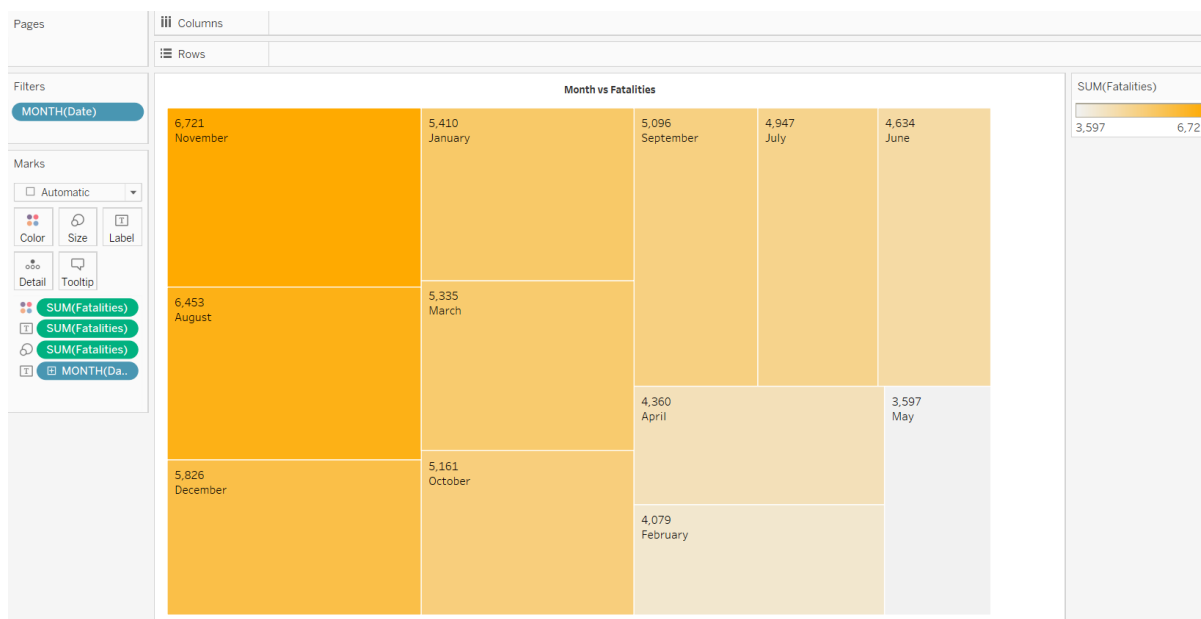 Pages
Columns
Rows
Filters
MONTH(Date)
Marks
Automatic
Color Size Label
Detail Tooltip
SUM(Fatalities)
SUM(Fatalities)
SUM(Fatalities)
MONTH(Da..
Month vs Fatalities
6,721
November
6,453
August
5,826
December
5,410
January
5,335
March
5,161
October
5,096
September
4,947
July
4,634
June
4,360
April
4,079
February
3,597
May
SUM(Fatalities)
3,597 6,72